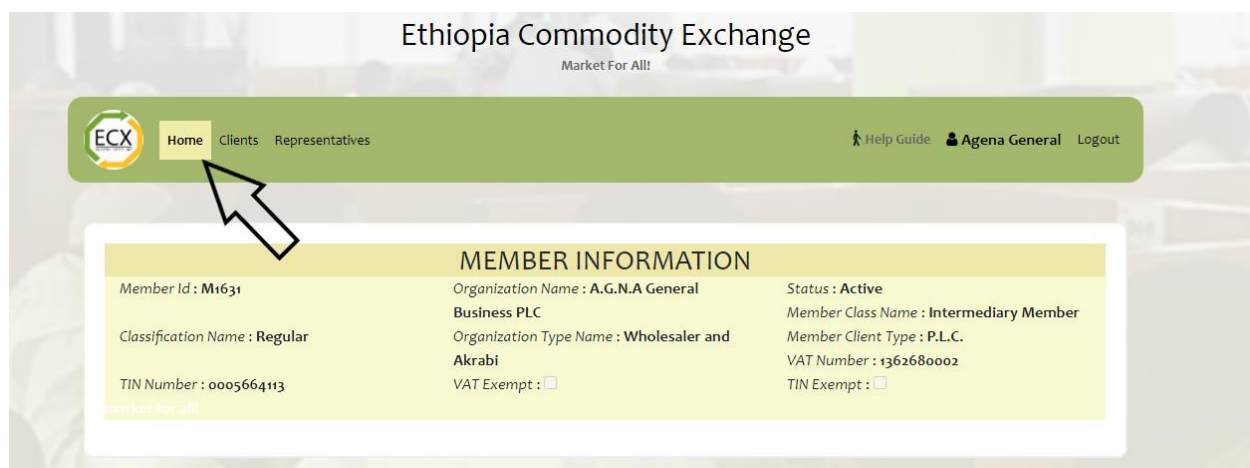 Ethiopia Commodity Exchange
Market For All!
ECX
Home Clients Representatives Help Guide Agena General Logout
MEMBER INFORMATION
Member Id : M1631 Organization Name : A.G.N.A General Status : Active
Business PLC Member Class Name : Intermediary Member
Classification Name : Regular Organization Type Name : Wholesaler and Member Client Type : P.L.C.
Akrabi VAT Number : 1362680002
TIN Number : 0005664113 VAT Exempt : TIN Exempt :
market for all!